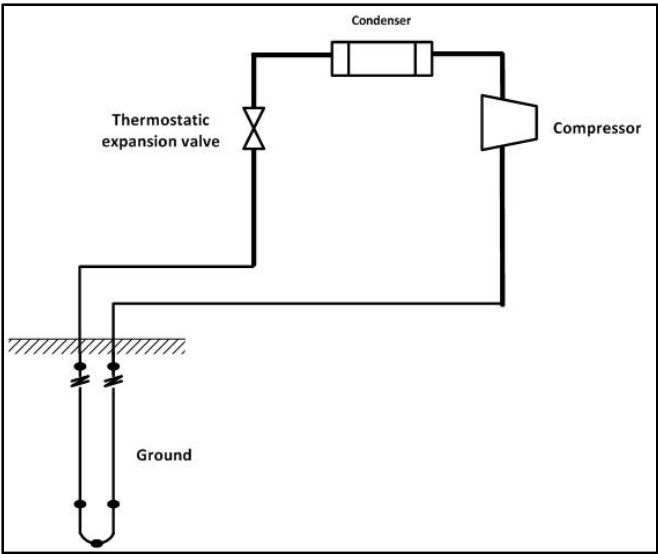 Condenser
Thermostatic
expansion valve
Compressor
Ground